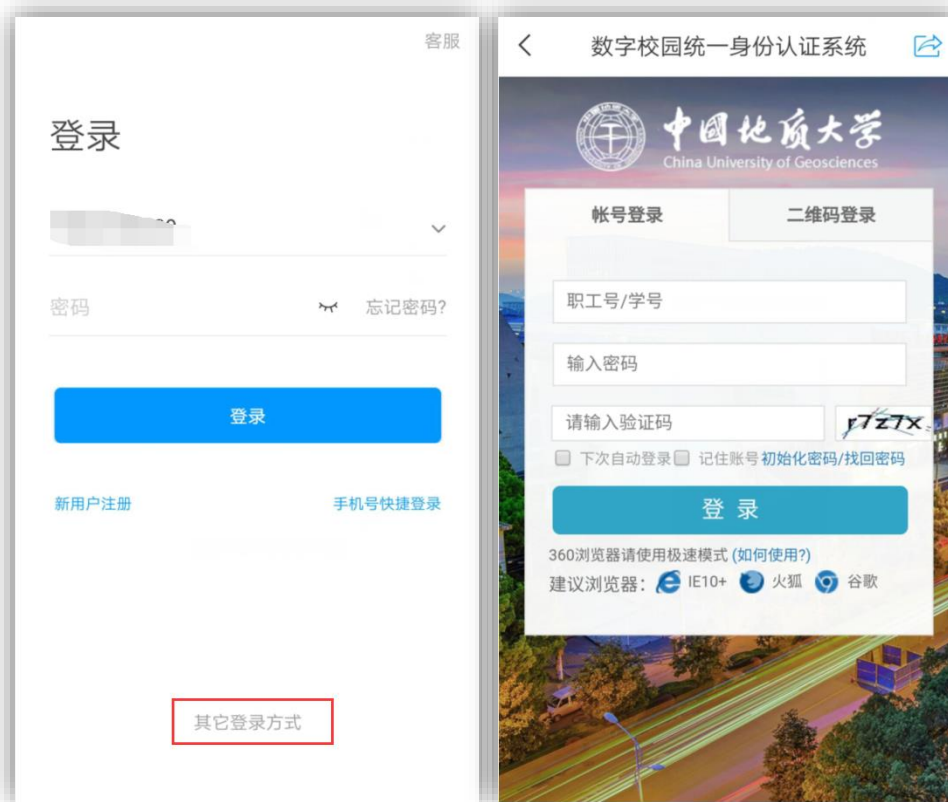 客服
登录
密码
忘记密码?
登录
新用户注册
手机号快捷登录
其它登录方式
数字校园统一身份认证系统
中国地质大学
China University of Geosciences
帐号登录
二维码登录
职工号/学号
输入密码
请输入验证码
r7z7x
下次自动登录 记住账号 初始化密码/找回密码
登 录
360浏览器请使用极速模式 (如何使用?)
建议浏览器: IE10+ 火狐 谷歌